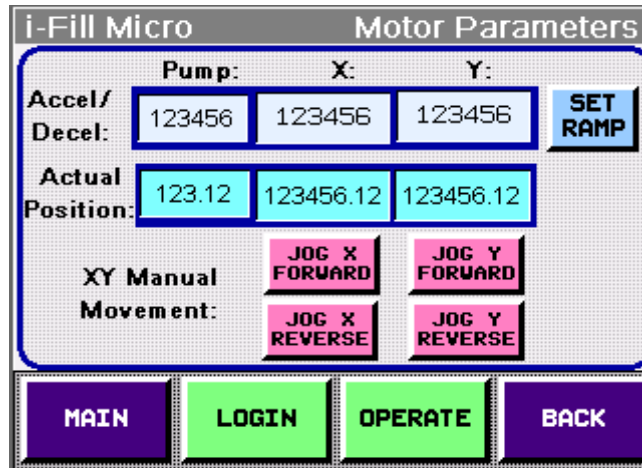 i-Fill Micro Motor Parameters
Pump: X: Y:
Accel/
Decel:
123456 123456 123456
SET
RAMP
Actual
Position:
123.12 123456.12 123456.12
XY Manual
Movement:
JOG X
FORWARD
JOG Y
FORWARD
JOG X
REVERSE
JOG Y
REVERSE
MAIN LOGIN OPERATE BACK